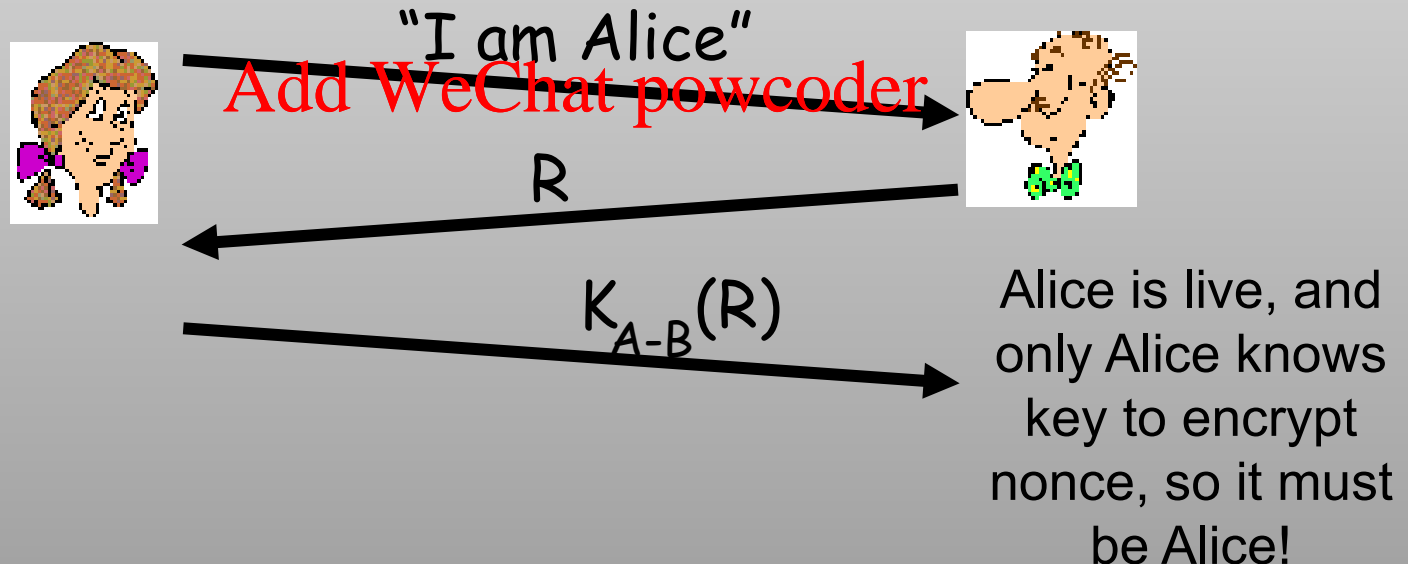 “I am Alice”
Add WeChat powcoder
R
K_{A-B}(R)
Alice is live, and
only Alice knows
key to encrypt
nonce, so it must
be Alice!